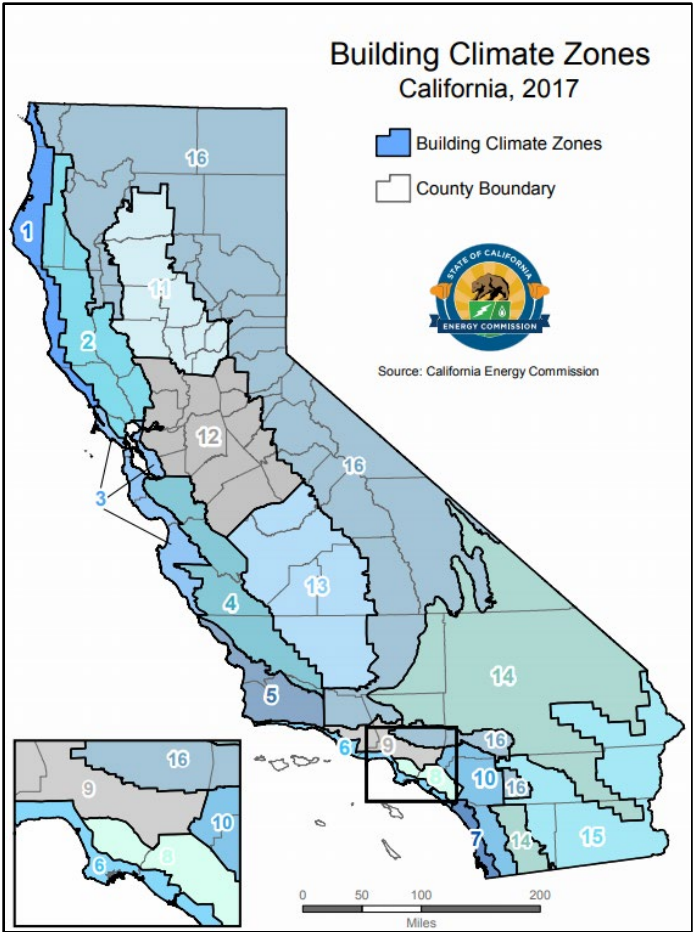 Building Climate Zones
California, 2017
Building Climate Zones
County Boundary
STATE OF CALIFORNIA
ENERGY COMMISSION
Source: California Energy Commission
16
1
11
2
12
16
3
13
4
14
5
6
9
16
8
10
16
7
14
15
16
9
10
8
6
0 50 100 200
Miles